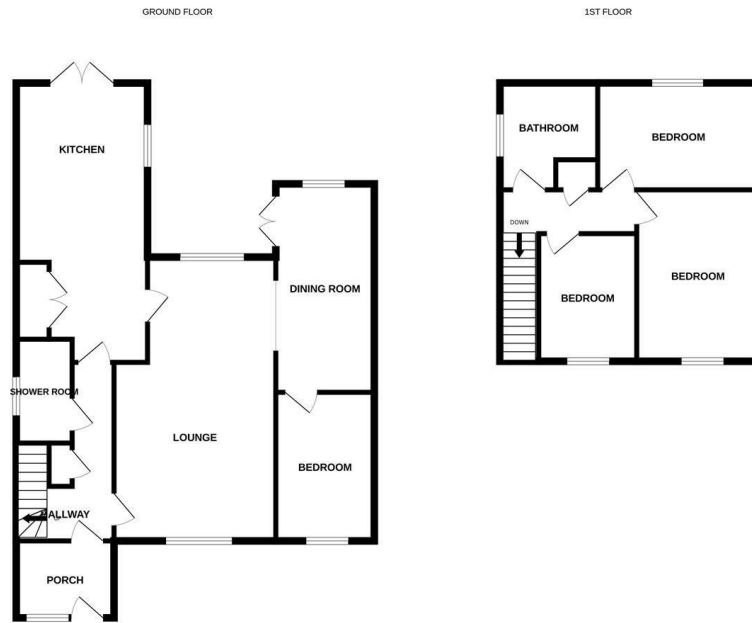 GROUND FLOOR
1ST FLOOR
KITCHEN
DINING ROOM
SHOWER ROOM
LOUNGE
BEDROOM
HALLWAY
PORCH
BATHROOM
BEDROOM
DOWN
BEDROOM
BEDROOM